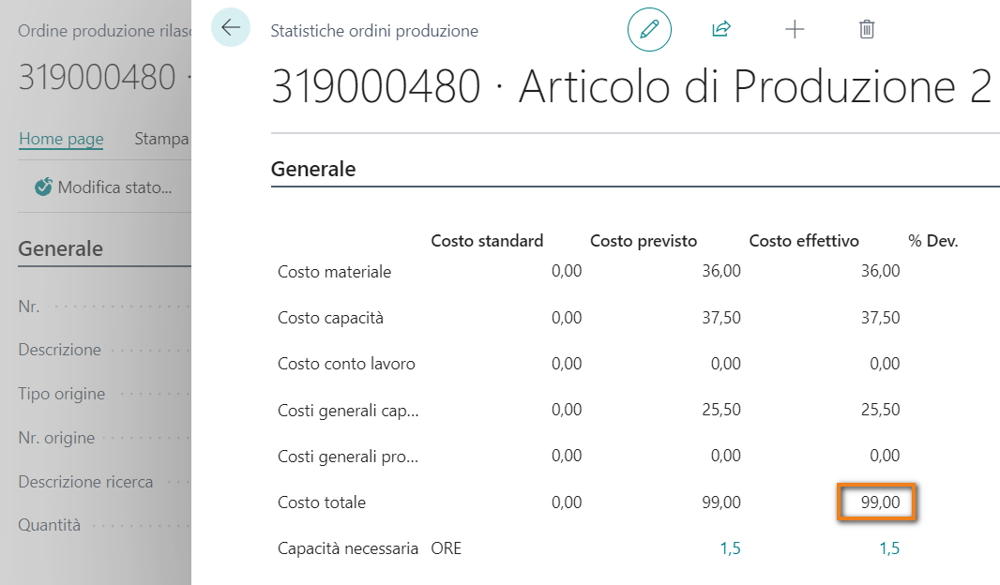 Ordine produzione rilasc
319000480 ·
Home page Stampa
Modifica stato...
Generale
Nr.
Descrizione
Tipo origine
Nr. origine
Descrizione ricerca
Quantità
Statistiche ordini produzione
319000480 · Articolo di Produzione 2
Generale
Costo standard Costo previsto Costo effettivo % Dev.
Costo materiale 0,00 36,00 36,00
Costo capacità 0,00 37,50 37,50
Costo conto lavoro 0,00 0,00 0,00
Costi generali cap... 0,00 25,50 25,50
Costi generali pro... 0,00 0,00 0,00
Costo totale 0,00 99,00 99,00
Capacità necessaria ORE 1,5 1,5